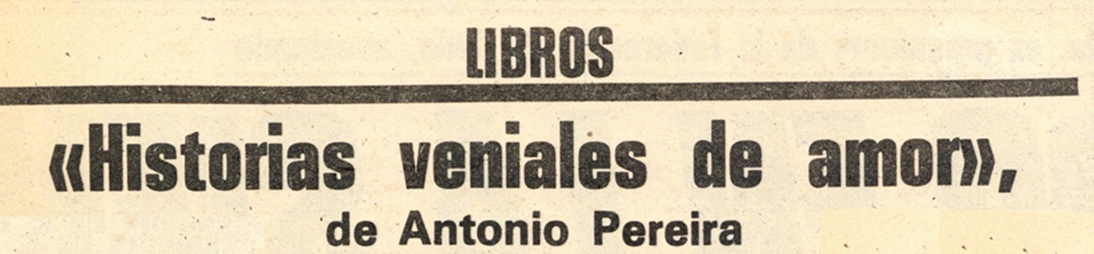 LIBROS
«Historias veniales de amor»,
de Antonio Pereira